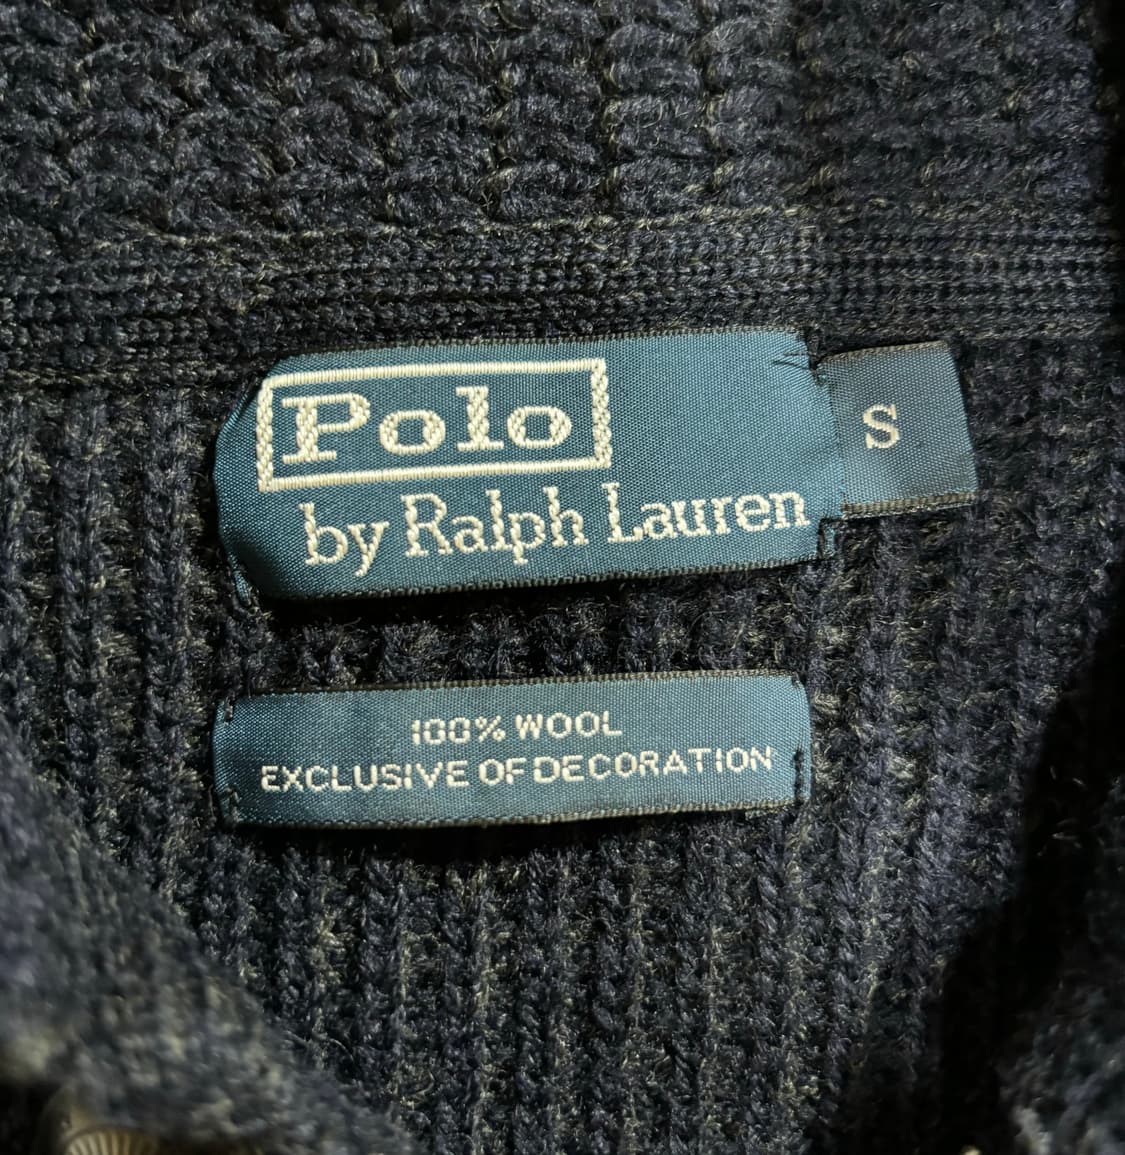 Polo
by Ralph Lauren
S
100% WOOL
EXCLUSIVE OF DECORATION